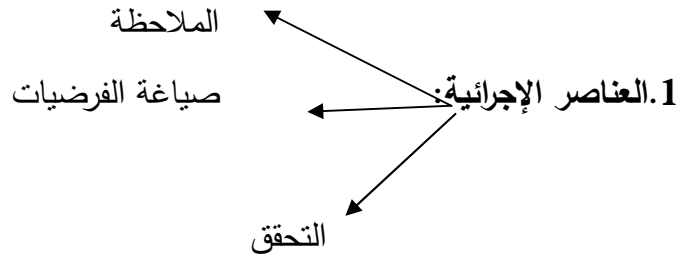 الملاحظة
1.العناصر الإجرائية:
صياغة الفرضيات
التحقق